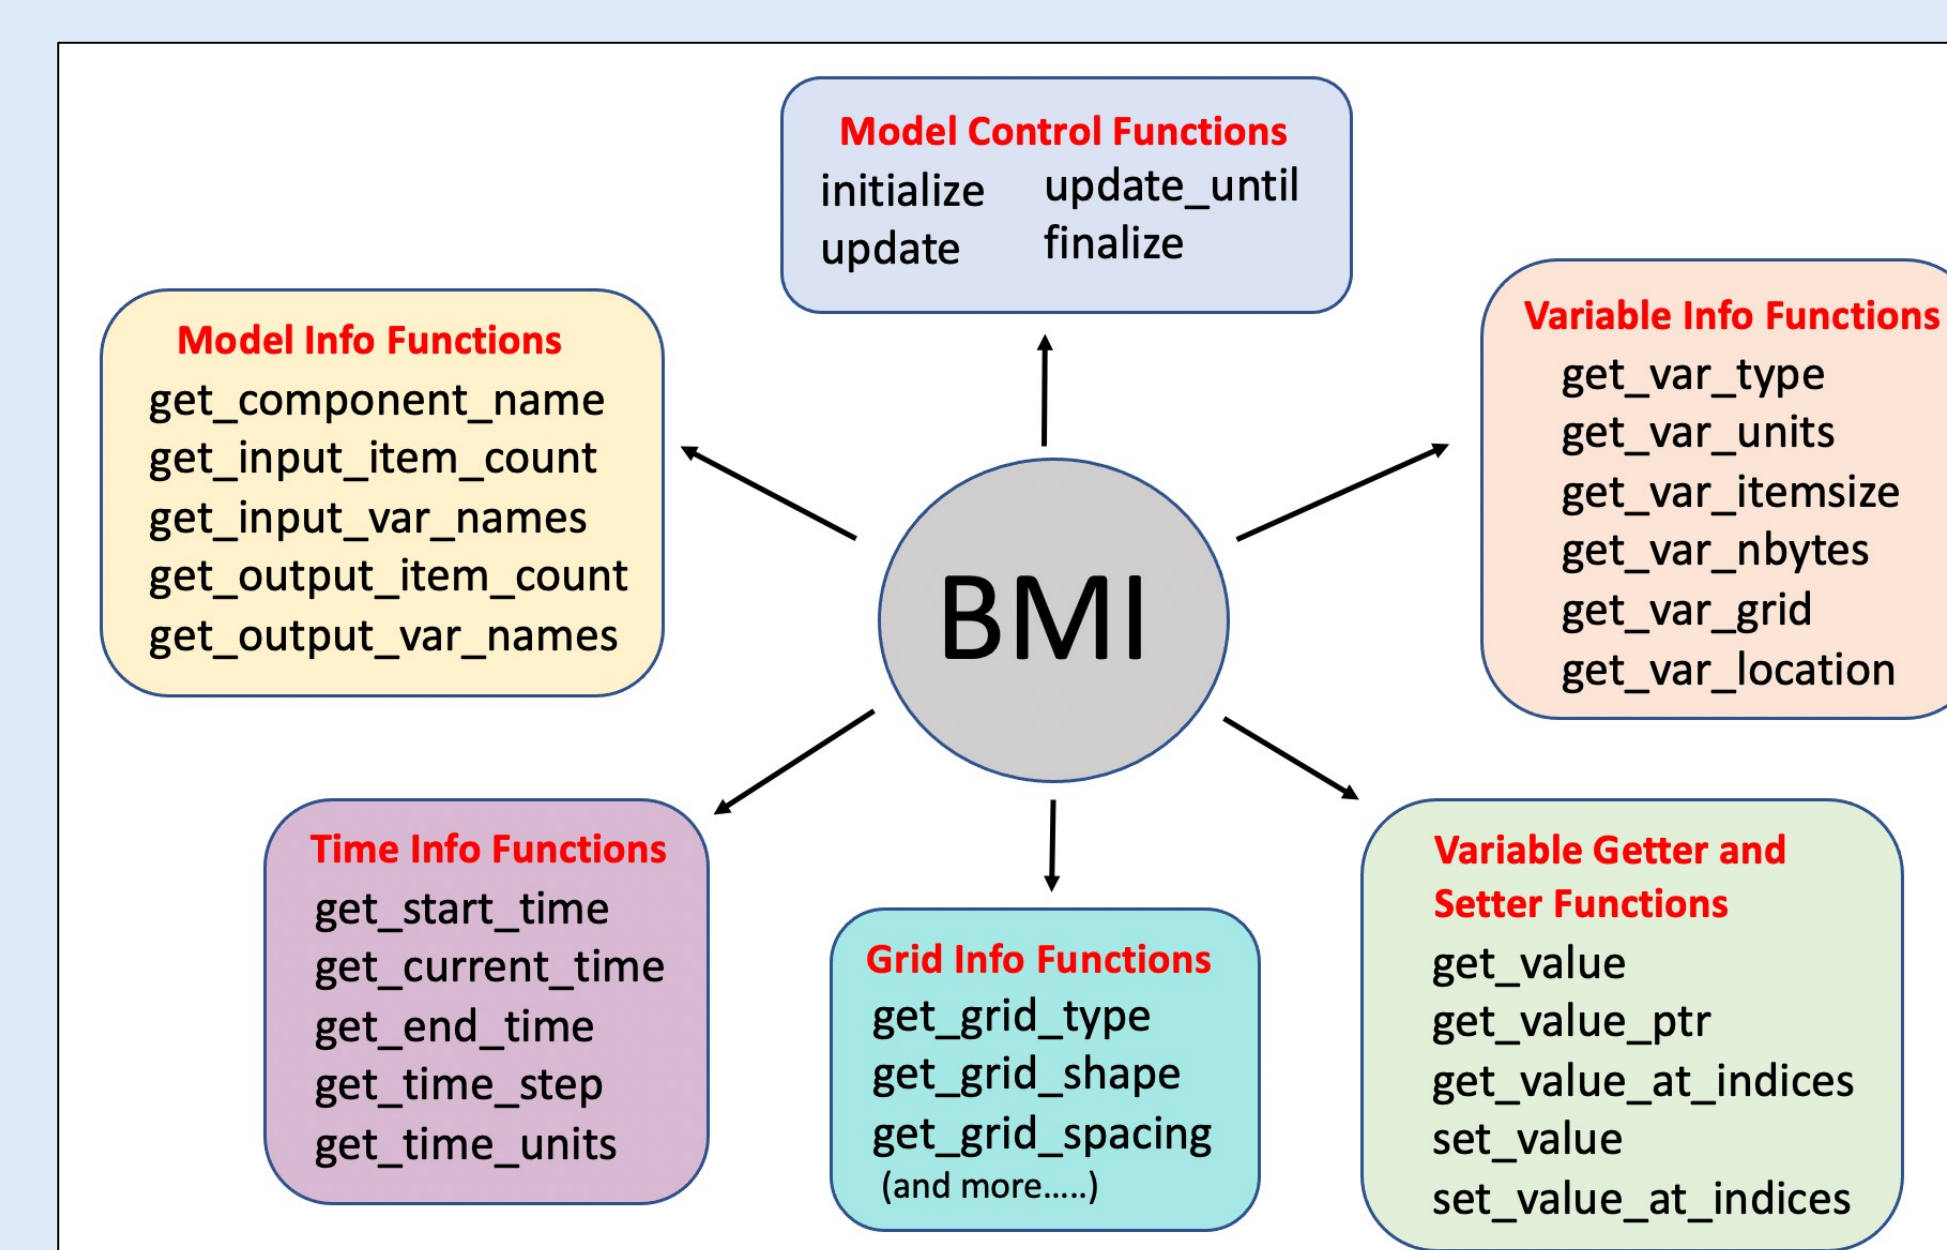 Model Control Functions
initialize update_until
update finalize
Model Info Functions
get_component_name
get_input_item_count
get_input_var_names
get_output_item_count
get_output_var_names
Variable Info Functions
get_var_type
get_var_units
get_var_itemsize
get_var_nbytes
get_var_grid
get_var_location
BMI
Time Info Functions
get_start_time
get_current_time
get_end_time
get_time_step
get_time_units
Grid Info Functions
get_grid_type
get_grid_shape
get_grid_spacing
(and more.....)
Variable Getter and
Setter Functions
get_value
get_value_ptr
get_value_at_indices
set_value
set_value_at_indices